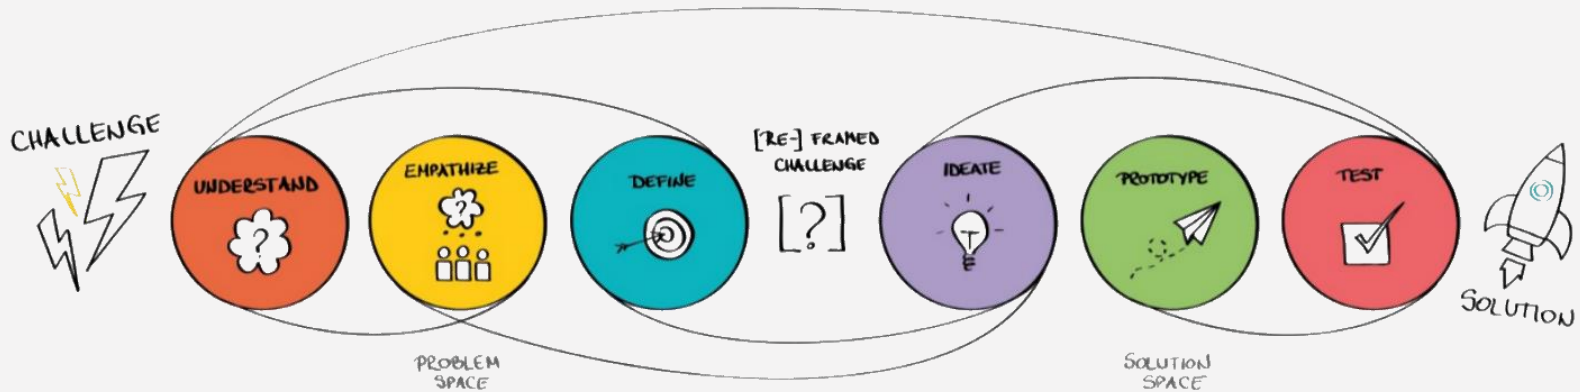 CHALLENGE
UNDERSTAND
?
EMPATHIZE
?
DEFINE
[RE-] FRAMED
CHALLENGE
[?]
IDEATE
PROTOTYPE
TEST
SOLUTION
PROBLEM
SPACE
SOLUTION
SPACE